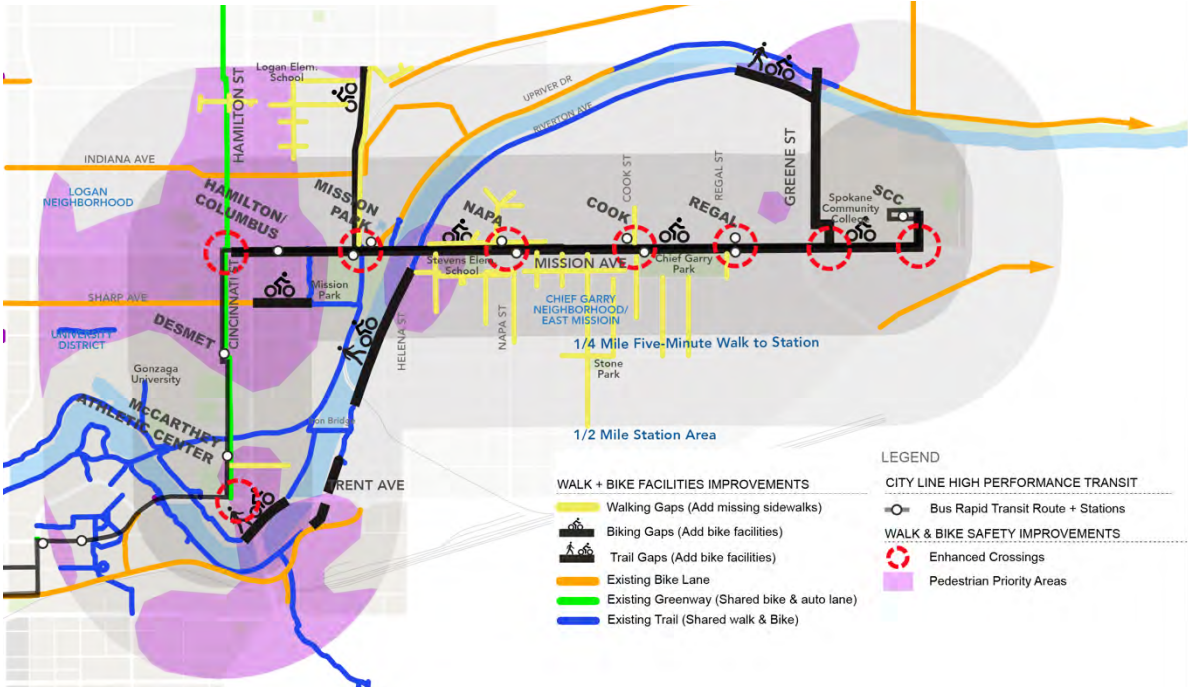 Logan Elem.
School
HAMILTON ST
UPRIVER DR
RIVERTON AVE
INDIANA AVE
LOGAN
NEIGHBORHOOD
HAMILTON/
COLUMBUS
MISSION
PARK
NAPA
COOK
COOK ST
REGAL
REGAL ST
GREENE ST
SCC
Spokane
Community
College
Stevens Elem.
School
MISSION AVE
Chief Garry
Park
Mission
Park
SHARP AVE
CINCINNATI ST
DESMET
UNIVERSITY
DISTRICT
HELENA ST
NAPA ST
CHIEF GARRY
NEIGHBORHOOD/
EAST MISSIOIN
1/4 Mile Five-Minute Walk to Station
Stone
Park
Gonzaga
University
McCARTHEY
ATHLETIC CENTER
Bridge
1/2 Mile Station Area
TRENT AVE
LEGEND
WALK + BIKE FACILITIES IMPROVEMENTS
Walking Gaps (Add missing sidewalks)
Biking Gaps (Add bike facilities)
Trail Gaps (Add bike facilities)
Existing Bike Lane
Existing Greenway (Shared bike & auto lane)
Existing Trail (Shared walk & Bike)
CITY LINE HIGH PERFORMANCE TRANSIT
Bus Rapid Transit Route + Stations
WALK & BIKE SAFETY IMPROVEMENTS
Enhanced Crossings
Pedestrian Priority Areas